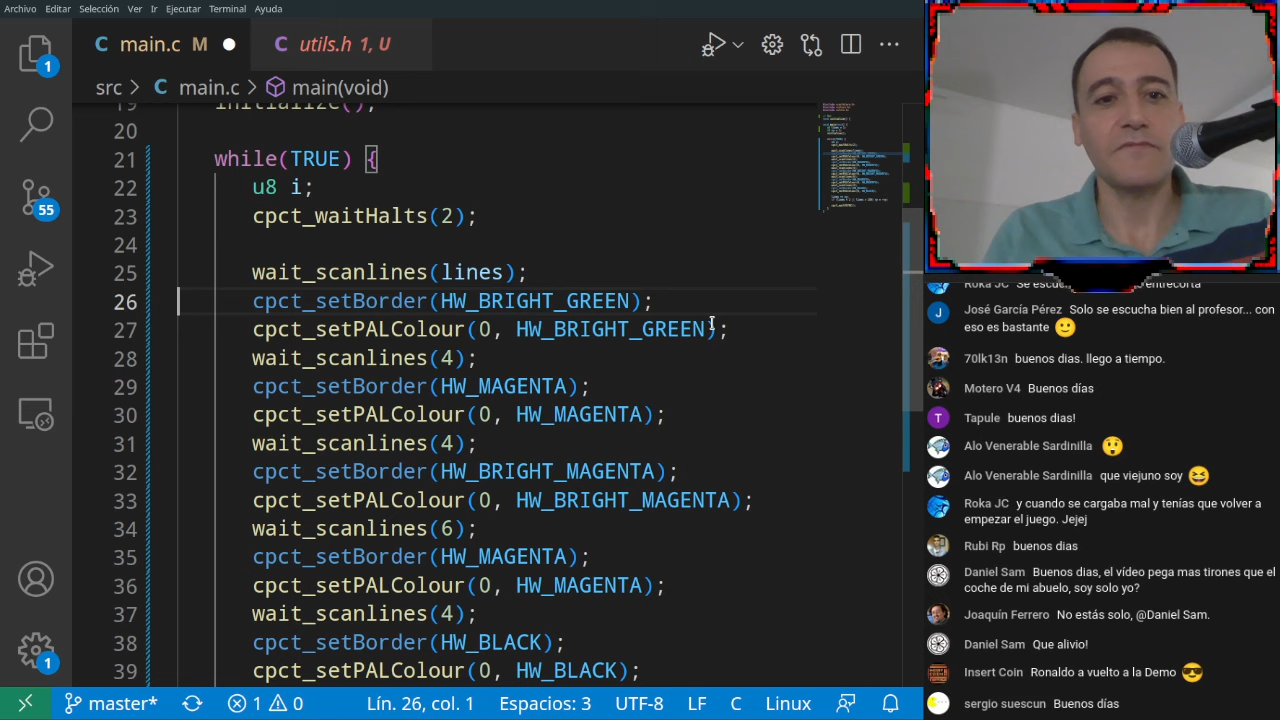 Archivo Editar Selección Ver Ir Ejecutar Terminal Ayuda
main.c M
utils.h 1, U
src > main.c > main(void)
19 initialize();
20
21 while(TRUE) {
22 u8 i;
23 cpct_waitHalts(2);
24
25 wait_scanlines(lines);
26 cpct_setBorder(HW_BRIGHT_GREEN);
27 cpct_setPALColour(0, HW_BRIGHT_GREEN);
28 wait_scanlines(4);
29 cpct_setBorder(HW_MAGENTA);
30 cpct_setPALColour(0, HW_MAGENTA);
31 wait_scanlines(4);
32 cpct_setBorder(HW_BRIGHT_MAGENTA);
33 cpct_setPALColour(0, HW_BRIGHT_MAGENTA);
34 wait_scanlines(6);
35 cpct_setBorder(HW_MAGENTA);
36 cpct_setPALColour(0, HW_MAGENTA);
37 wait_scanlines(4);
38 cpct_setBorder(HW_BLACK);
39 cpct_setPALColour(0, HW_BLACK);
1
55
1
master* 1 0 Lín. 26, col. 1 Espacios: 3 UTF-8 LF C Linux
Roka JC
José García Pérez Solo se escucha bien al profesor... con
eso es bastante 🙂
70lk13n buenos dias. llego a tiempo.
Motero V4 Buenos días
Tapule buenos dias!
Alo Venerable Sardinilla 😲
Alo Venerable Sardinilla que viejuno soy 😆
Roka JC y cuando se cargaba mal y tenías que volver a
empezar el juego. Jejej
Rubi Rp buenos dias
Daniel Sam Buenos dias, el vídeo pega mas tirones que el
coche de mi abuelo, soy solo yo?
Joaquín Ferrero No estás solo, @Daniel Sam.
Daniel Sam Que alivio!
Insert Coin Ronaldo a vuelto a la Demo 😎
sergio suescun Buenos días